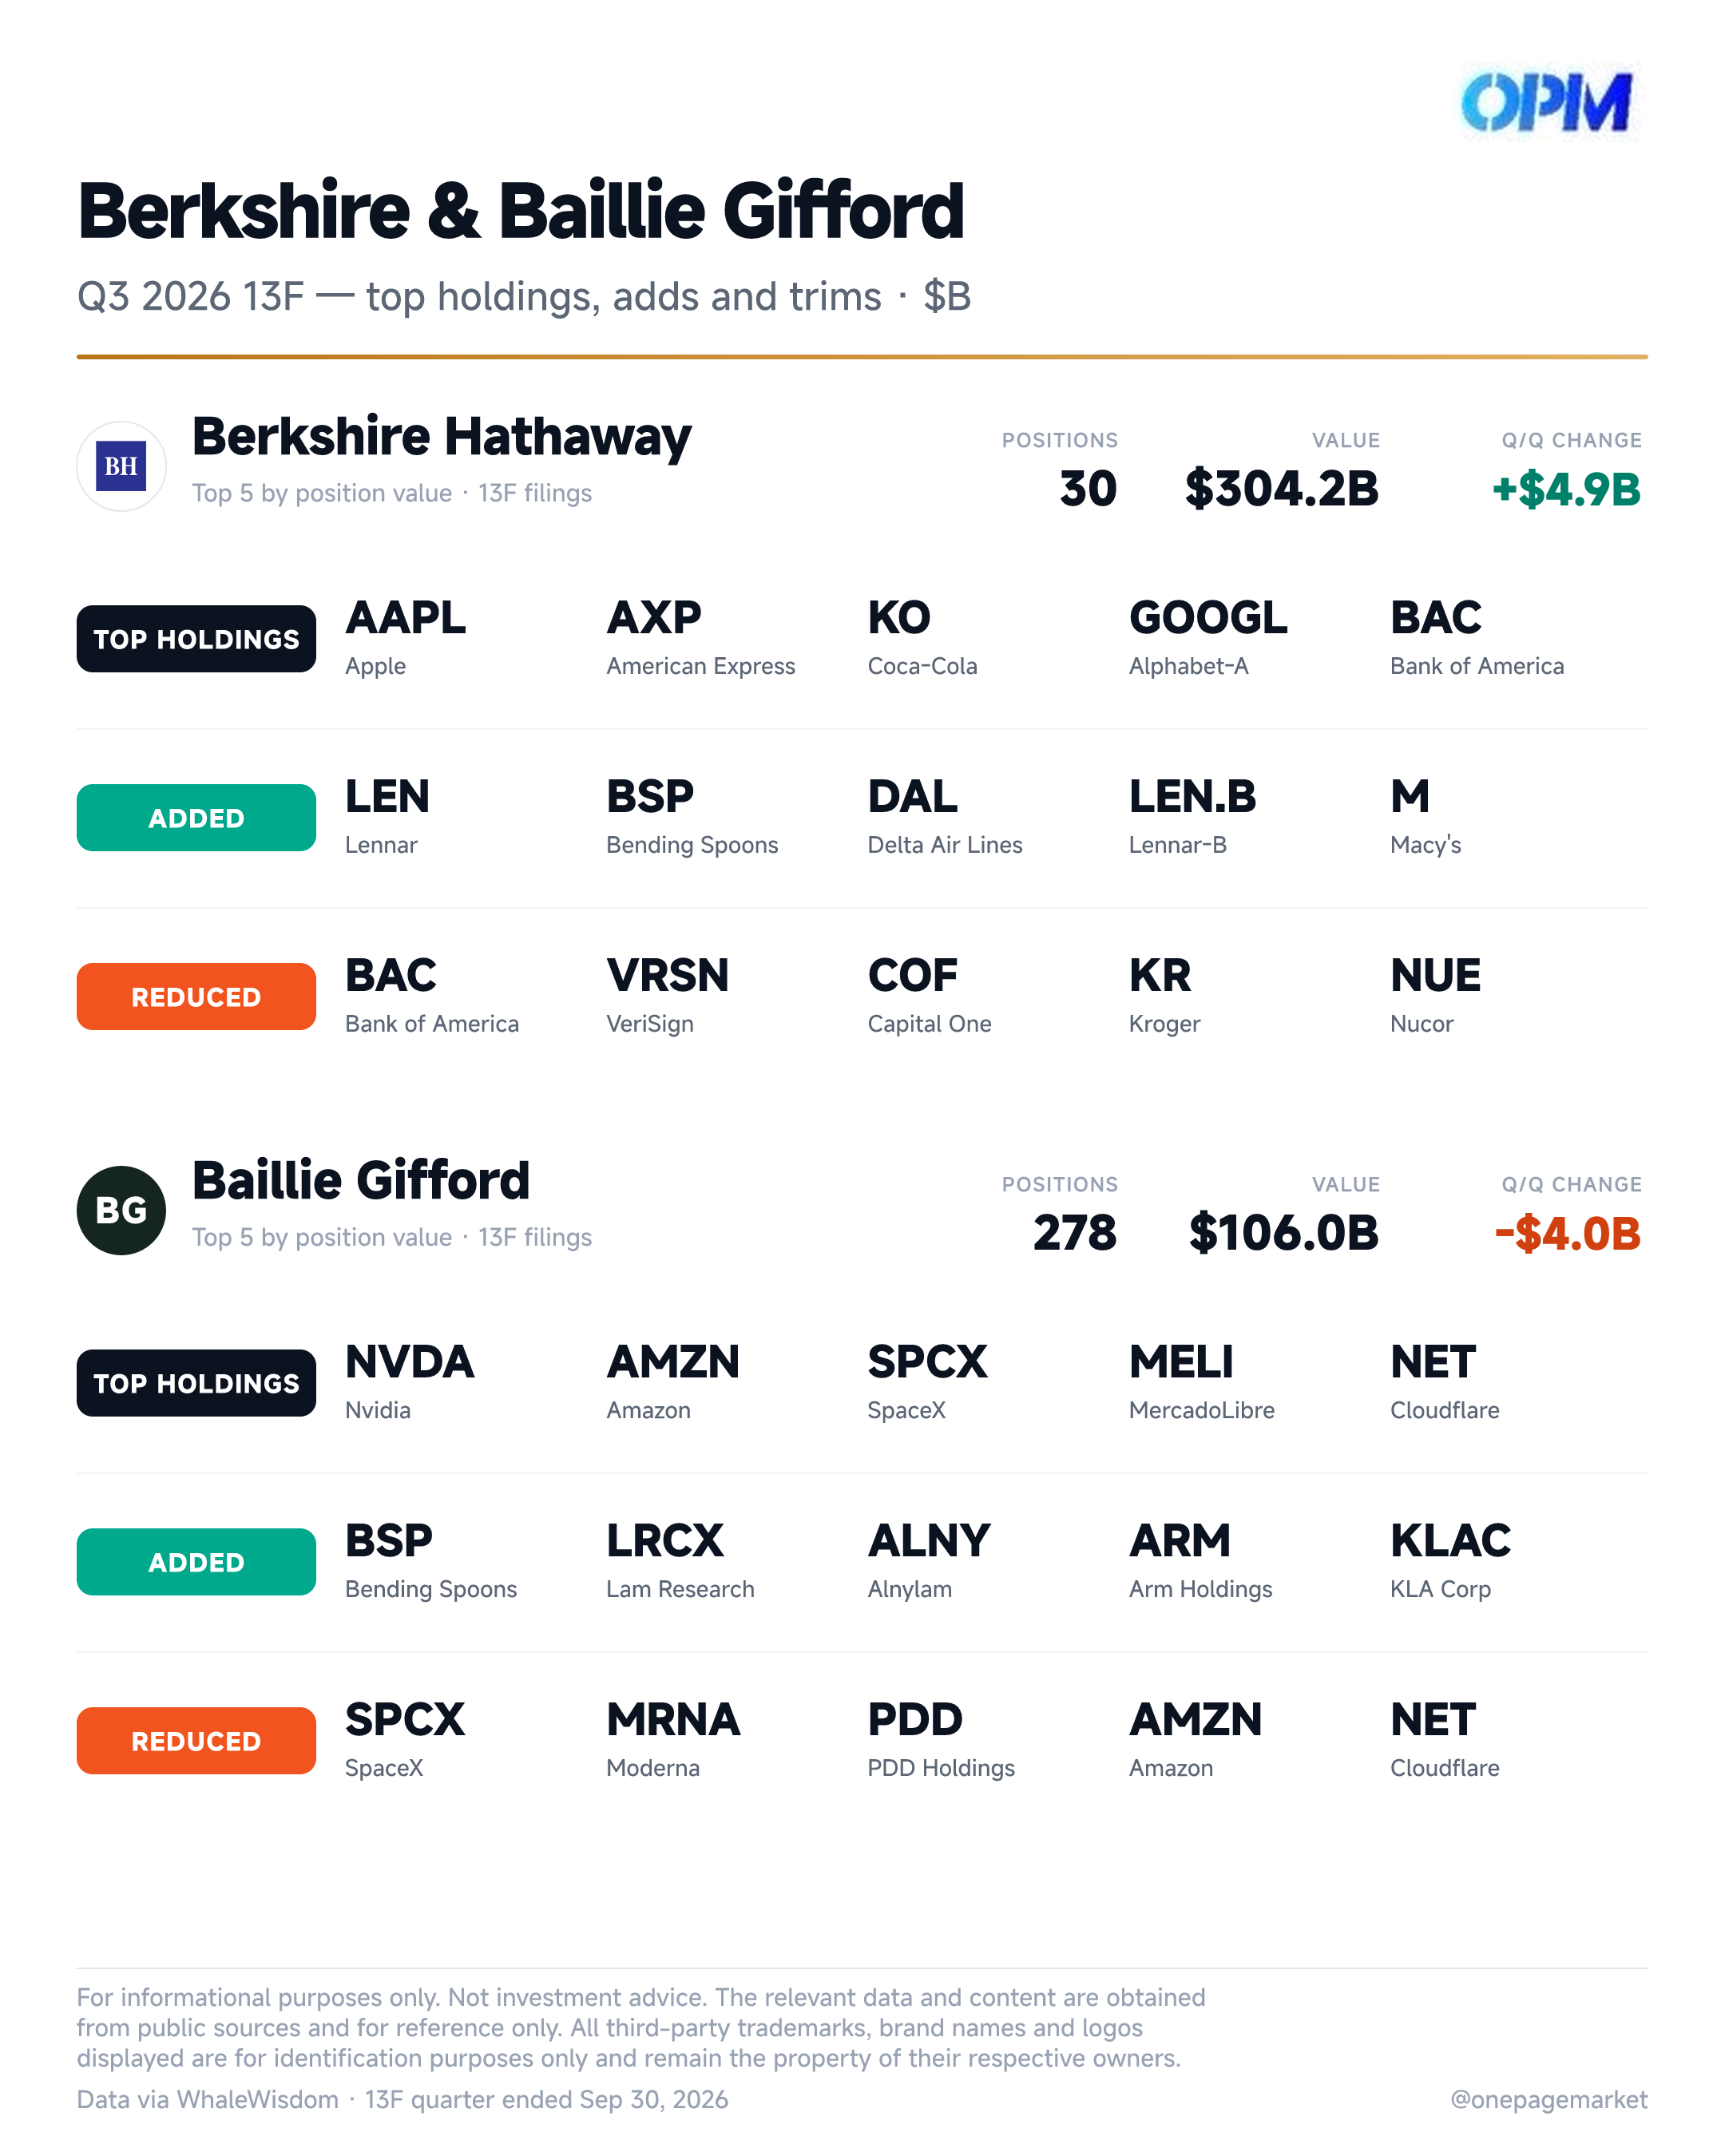 OPM
Berkshire & Baillie Gifford
Q3 2026 13F — top holdings, adds and trims · $B
BH
Berkshire Hathaway
Top 5 by position value · 13F filings
POSITIONS VALUE Q/Q CHANGE
30 $304.2B +$4.9B
TOP HOLDINGS
AAPL AXP KO GOOGL BAC
Apple American Express Coca-Cola Alphabet-A Bank of America
ADDED
LEN BSP DAL LEN.B M
Lennar Bending Spoons Delta Air Lines Lennar-B Macy's
REDUCED
BAC VRSN COF KR NUE
Bank of America VeriSign Capital One Kroger Nucor
BG
Baillie Gifford
Top 5 by position value · 13F filings
POSITIONS VALUE Q/Q CHANGE
278 $106.0B -$4.0B
TOP HOLDINGS
NVDA AMZN SPCX MELI NET
Nvidia Amazon SpaceX MercadoLibre Cloudflare
ADDED
BSP LRCX ALNY ARM KLAC
Bending Spoons Lam Research Alnylam Arm Holdings KLA Corp
REDUCED
SPCX MRNA PDD AMZN NET
SpaceX Moderna PDD Holdings Amazon Cloudflare
For informational purposes only. Not investment advice. The relevant data and content are obtained
from public sources and for reference only. All third-party trademarks, brand names and logos
displayed are for identification purposes only and remain the property of their respective owners.
Data via WhaleWisdom · 13F quarter ended Sep 30, 2026 @onepagemarket